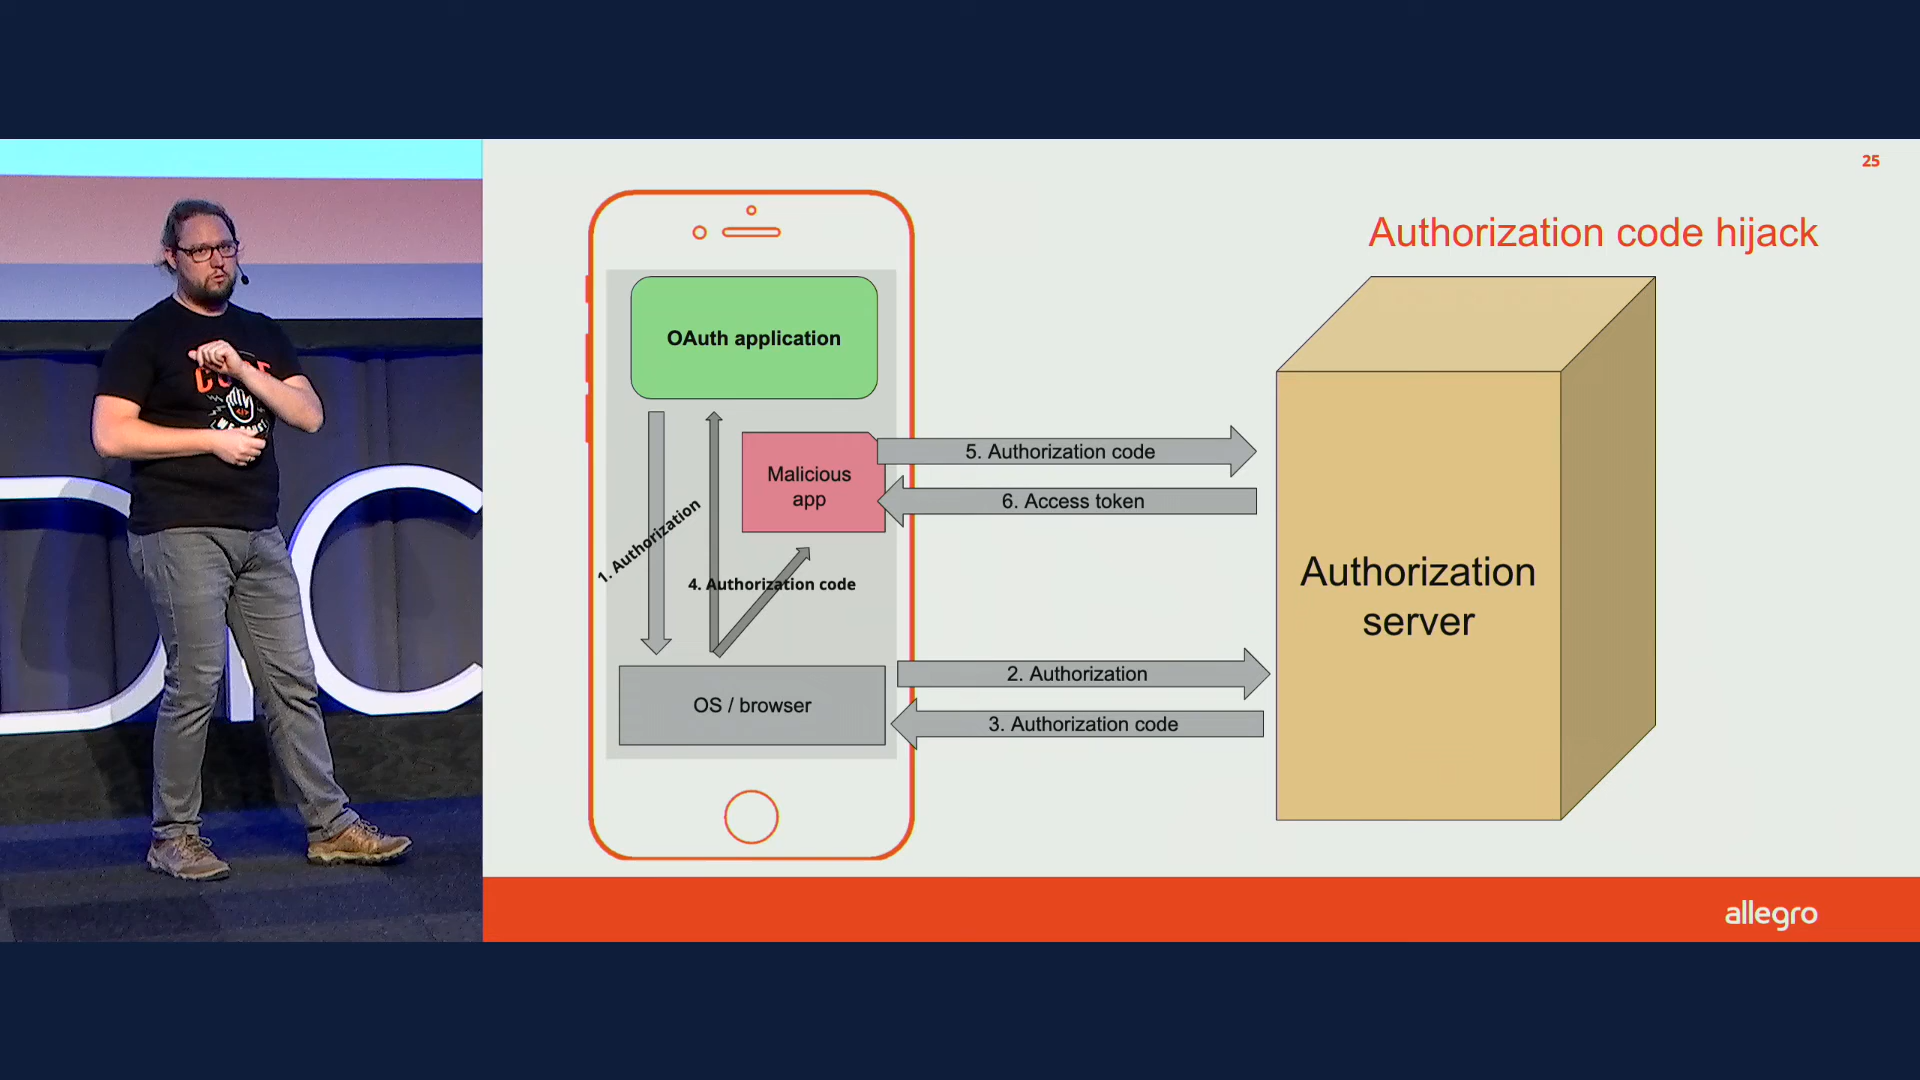 25
Authorization code hijack
OAuth application
Malicious
app
5. Authorization code
6. Access token
1. Authorization
4. Authorization code
Authorization
server
OS / browser
2. Authorization
3. Authorization code
allegro